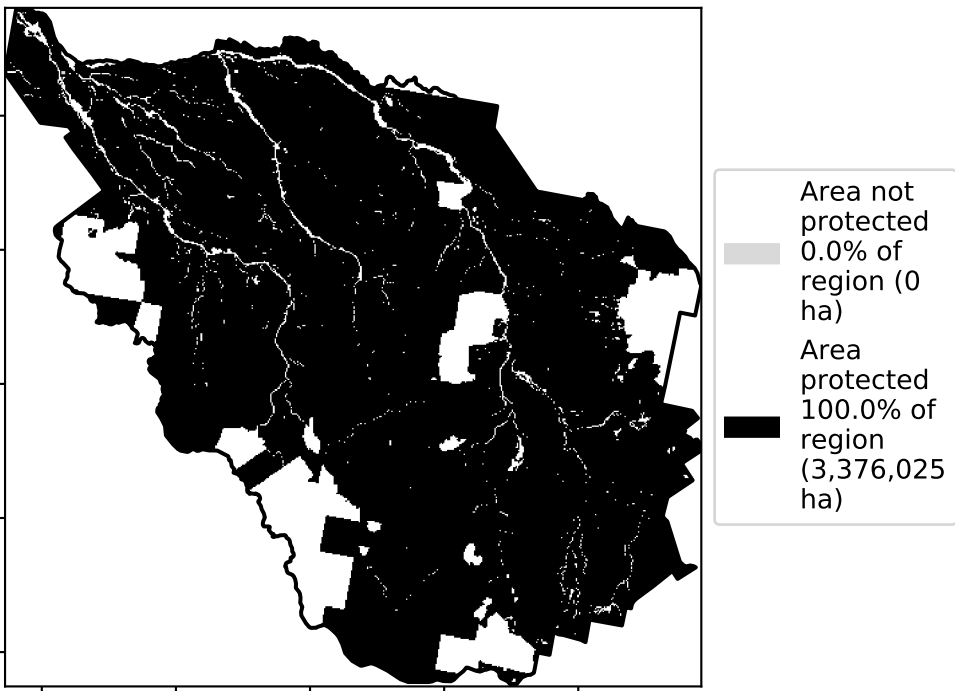 Area not
protected
0.0% of
region (0
ha)
Area
protected
100.0% of
region
(3,376,025
ha)